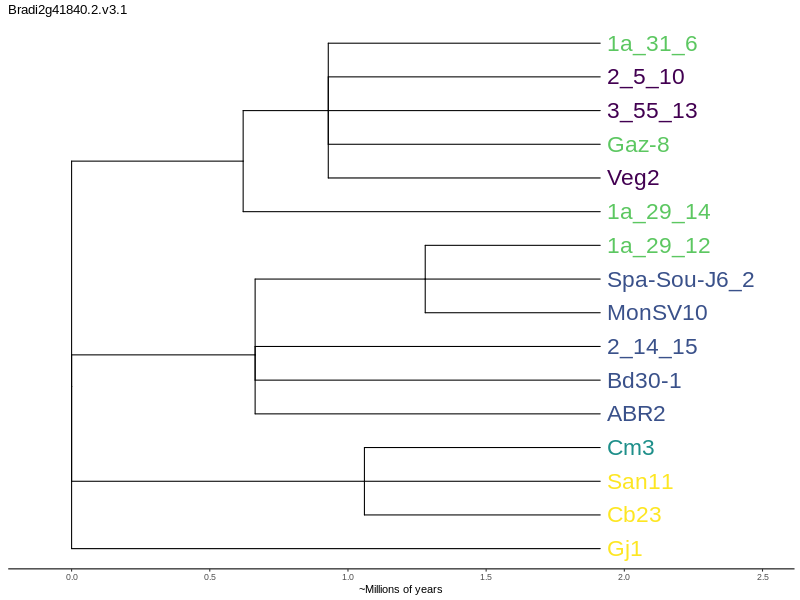 Bradi2g41840.2.v3.1
1a_31_6
2_5_10
3_55_13
Gaz-8
Veg2
1a_29_14
1a_29_12
Spa-Sou-J6_2
MonSV10
2_14_15
Bd30-1
ABR2
Cm3
San11
Cb23
Gj1
0.0 0.5 1.0 1.5 2.0 2.5
~Millions of years